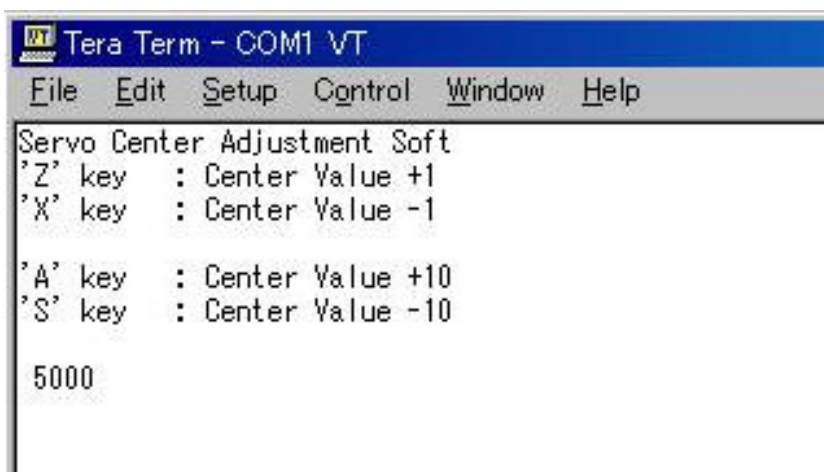 Tera Term - COM1 VT
File Edit Setup Control Window Help
Servo Center Adjustment Soft
'Z' key : Center Value +1
'X' key : Center Value -1
'A' key : Center Value +10
'S' key : Center Value -10
5000